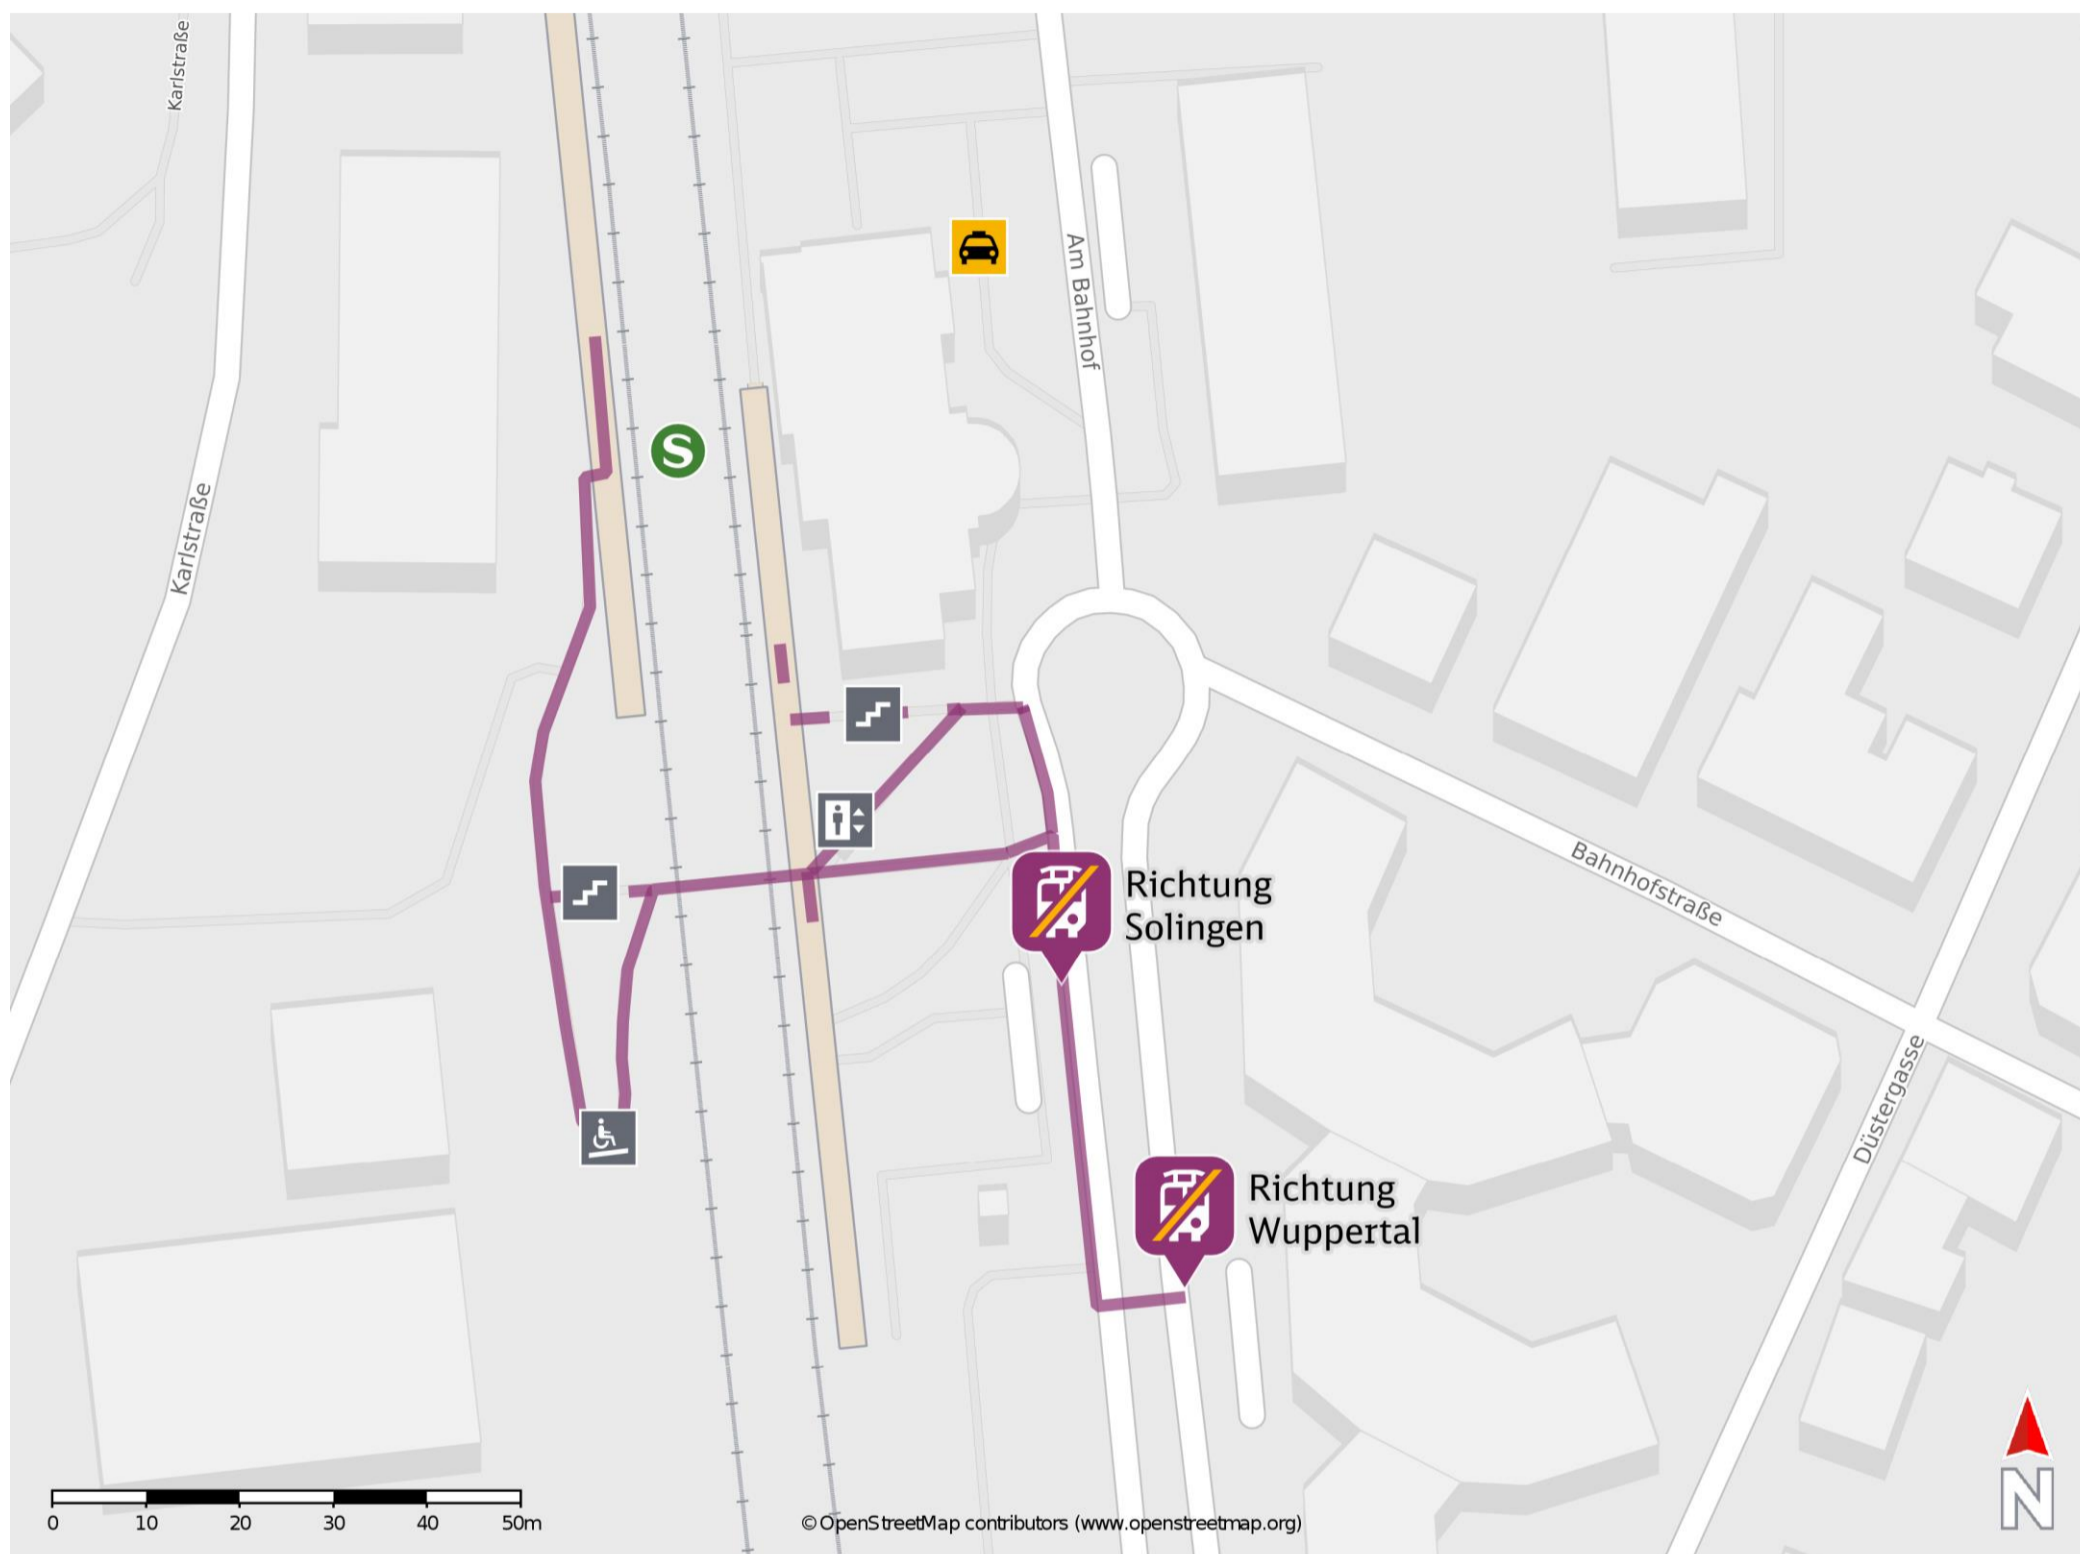 Karlstraße
Am Bahnhof
S
Karlstraße
Bahnhofstraße
Richtung
Solingen
Düstergasse
Richtung
Wuppertal
N
0 10 20 30 40 50m
©OpenStreetMap contributors (www.openstreetmap.org)